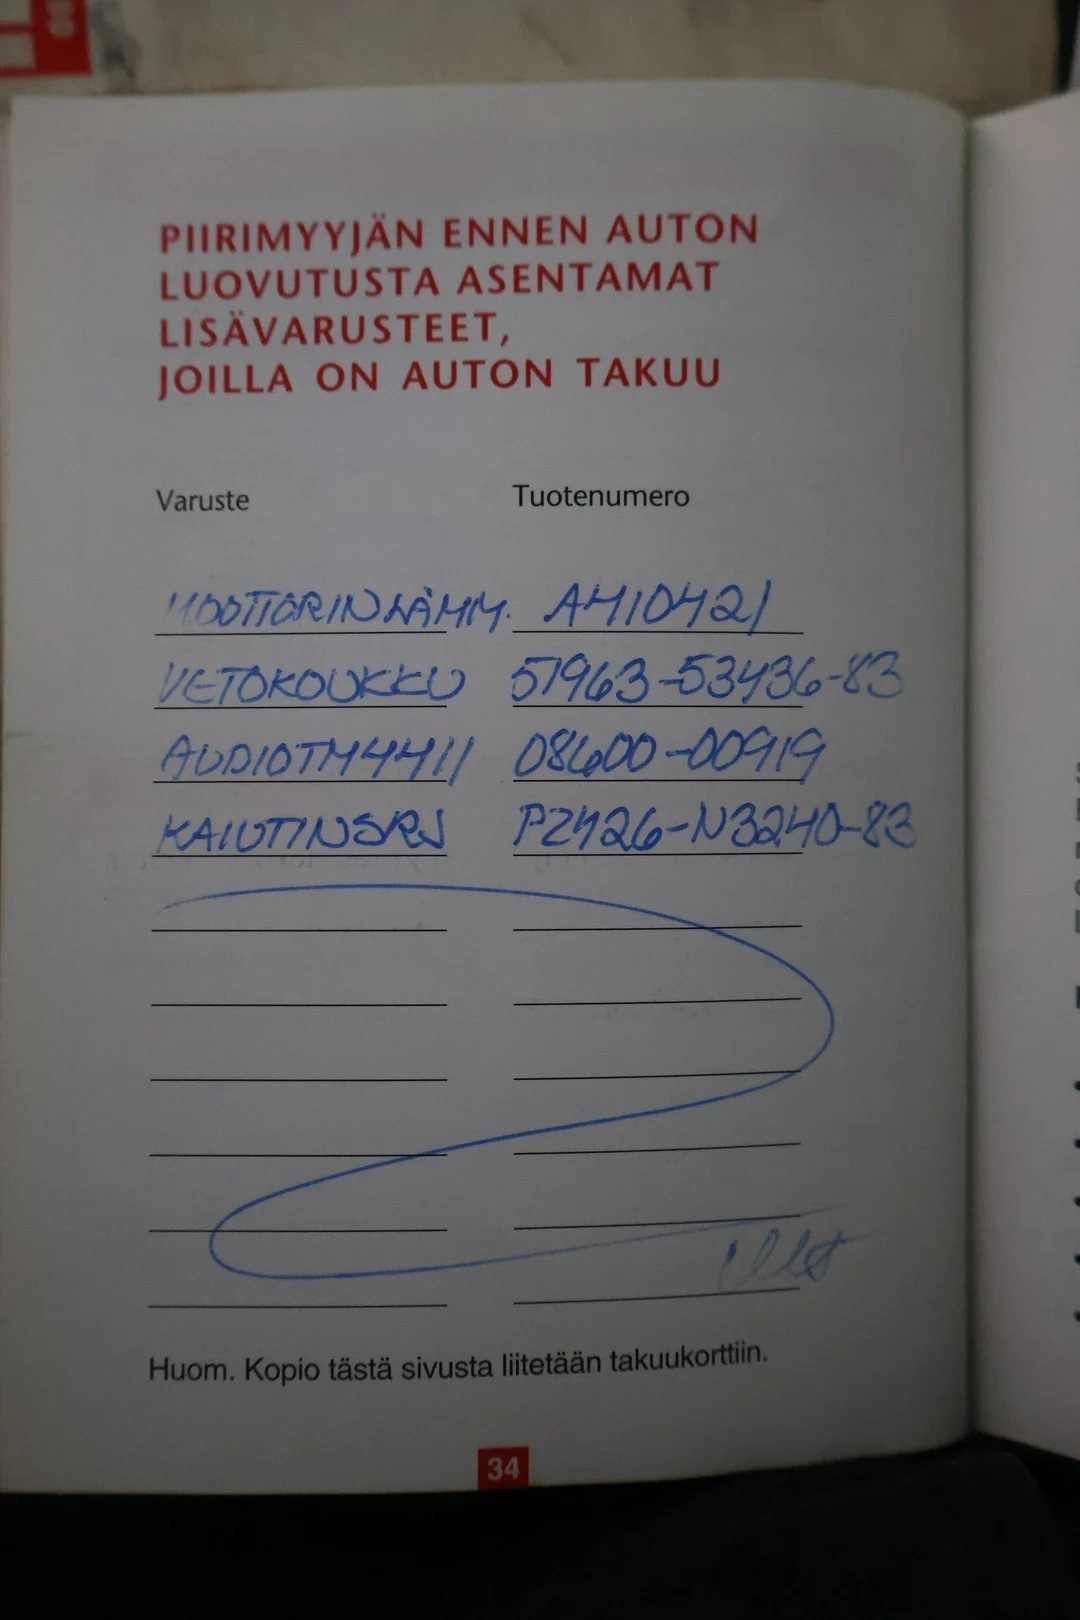 PIIRIMYYJÄN ENNEN AUTON
LUOVUTUSTA ASENTAMAT
LISÄVARUSTEET,
JOILLA ON AUTON TAKUU
Varuste Tuotenumero
MOOTTORINLÄMM. A410421
VETOKOUKKU 51963-53436-83
AUDIOTM4411 08600-00919
KAIUTINSRJ PZ426-N3240-83
Huom. Kopio tästä sivusta liitetään takuukorttiin.
34